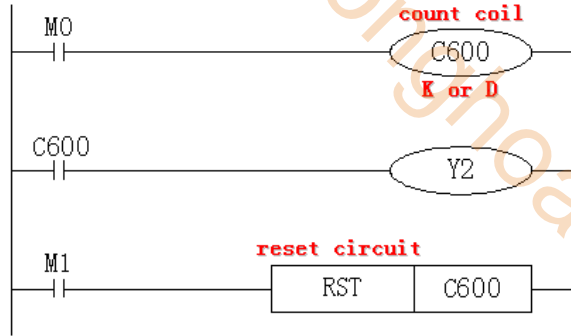 count coil
M0
C600
K or D
C600
Y2
reset circuit
M1
RST C600